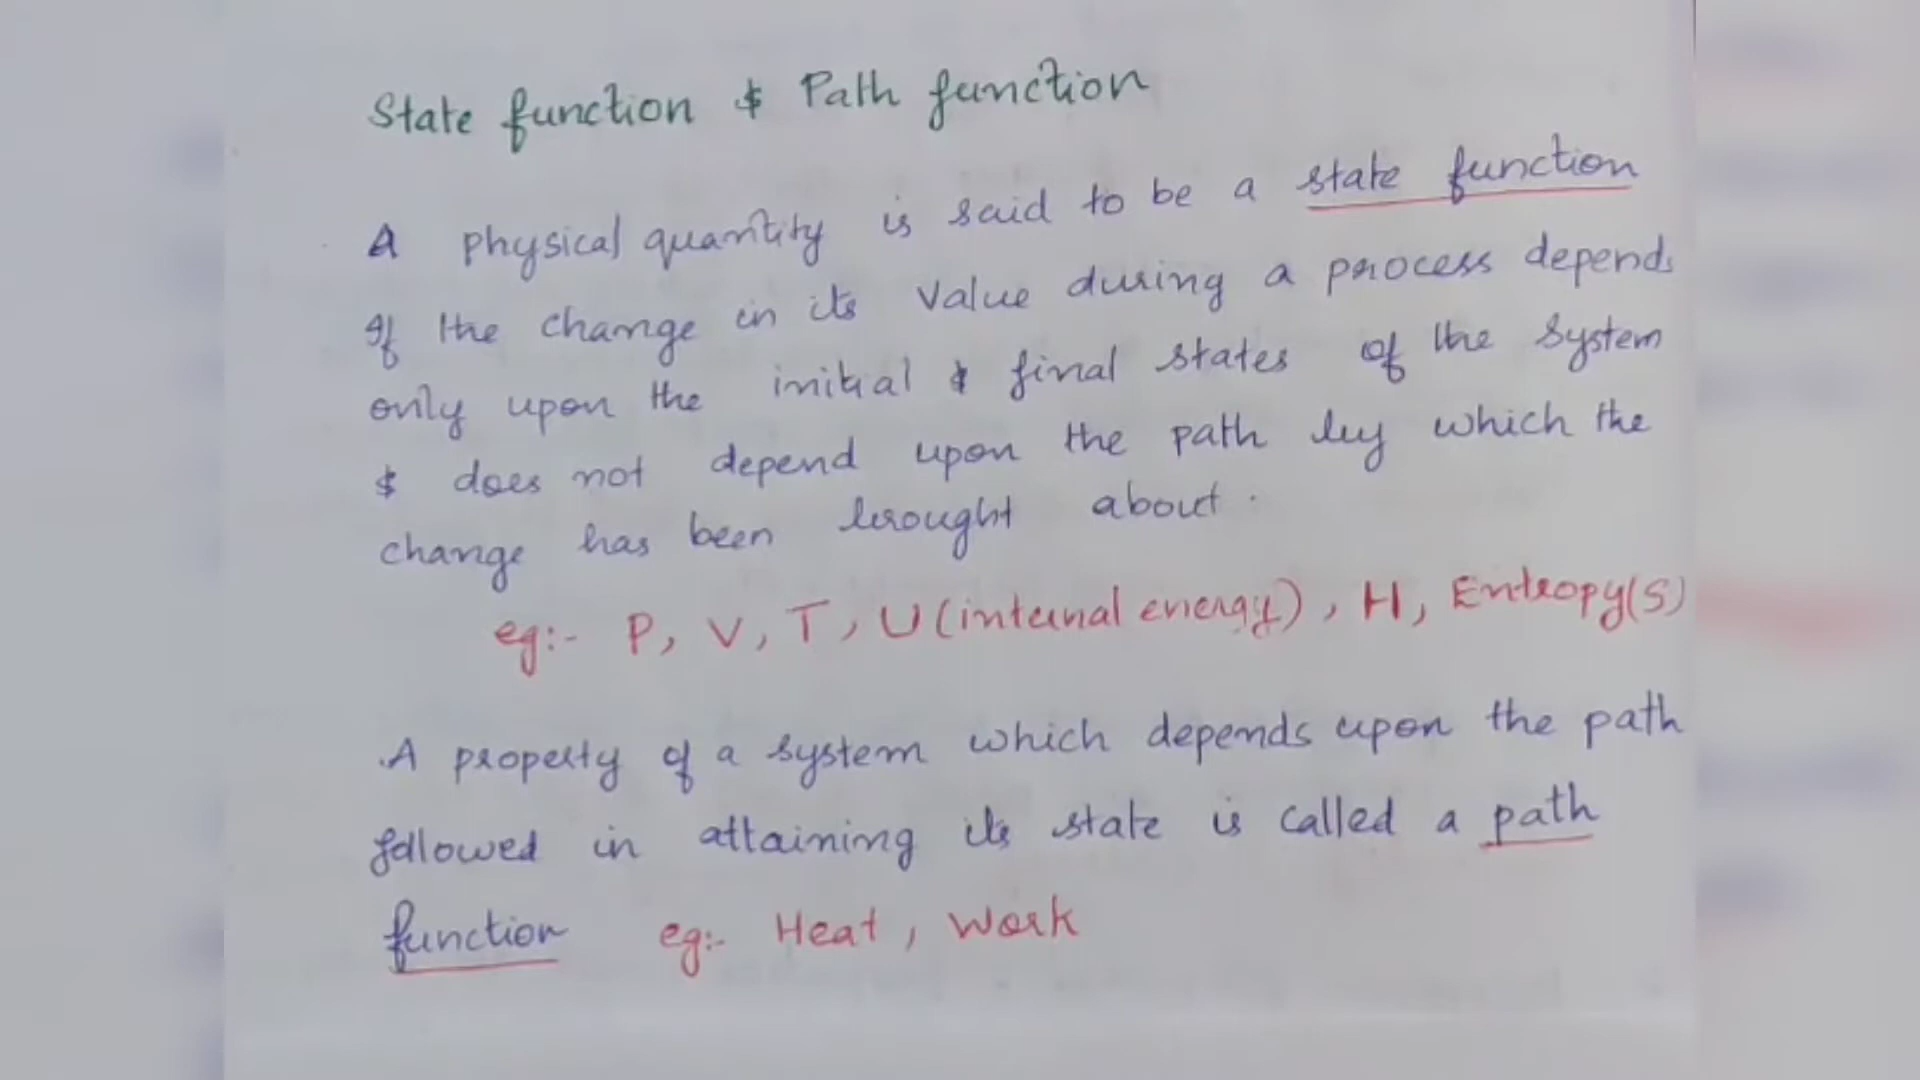 State function & Path function
A physical quantity is said to be a state function
if the change in its value during a process depends
only upon the initial & final states of the system
& does not depend upon the path by which the
change has been brought about.
eg:- P, V, T, U (internal energy), H, Entropy(S)
A property of a system which depends upon the path
followed in attaining its state is called a path
function eg:- Heat, Work